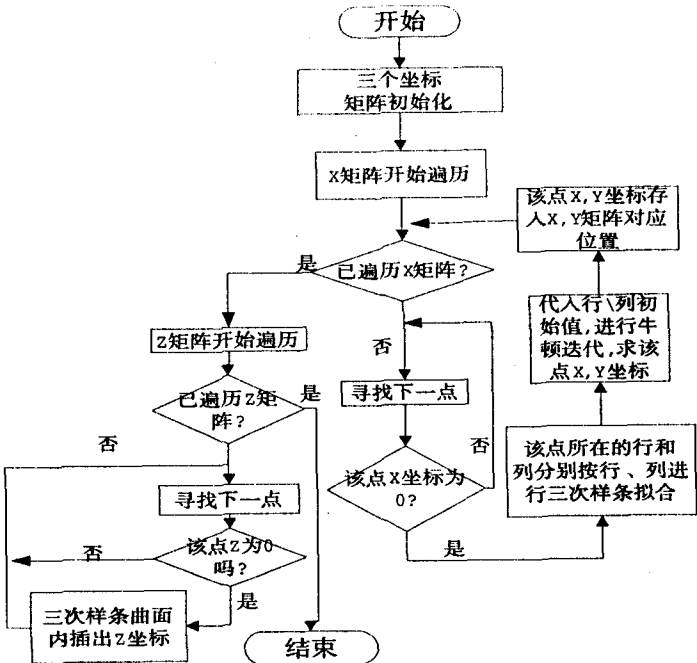 开始
三个坐标
矩阵初始化
X矩阵开始遍历
该点X,Y坐标存
入X,Y矩阵对应
位置
是
已遍历X矩阵?
代入行\列初
始值,进行牛
顿迭代,求该
点X,Y坐标
Z矩阵开始遍历
否
寻找下一点
已遍历Z矩
阵?
是
否
否
该点所在的行和
列分别按行、列进
行三次样条拟合
该点X坐标为
0?
寻找下一点
是
该点Z为0
吗?
否
是
三次样条曲面
内插出Z坐标
结束